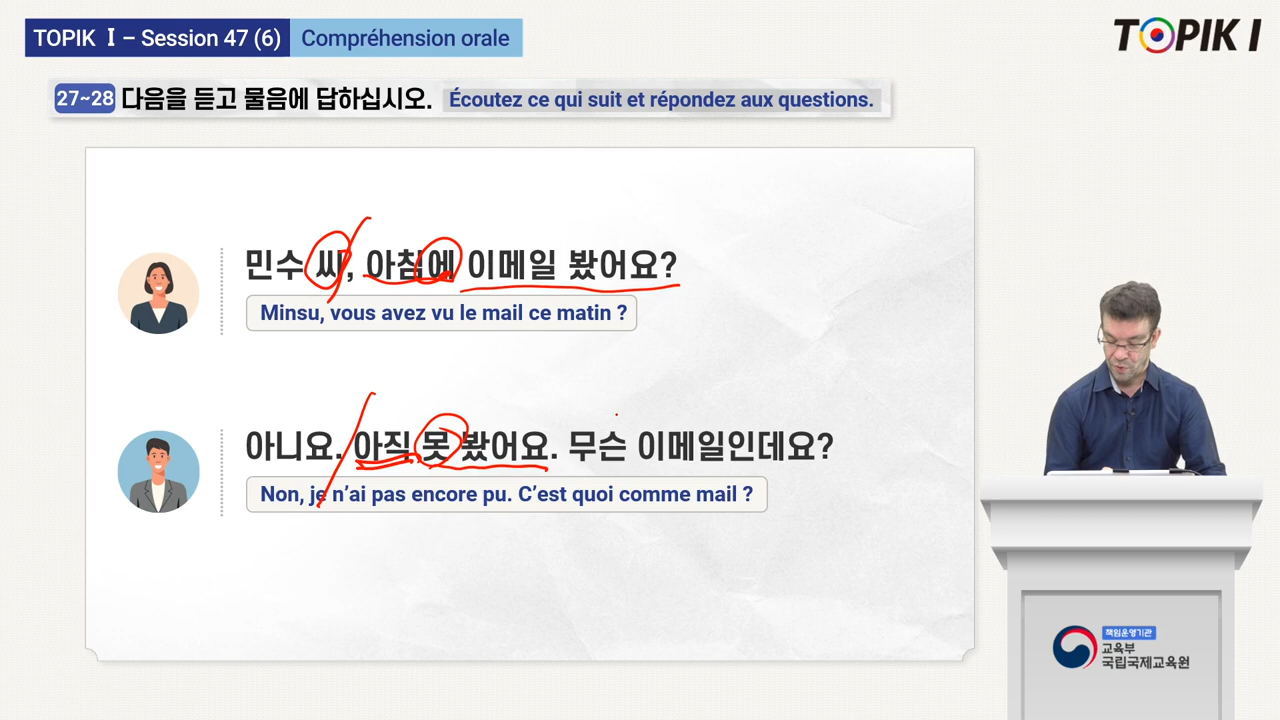 TOPIK Ⅰ – Session 47 (6) Compréhension orale
TOPIK I
27~28 다음을 듣고 물음에 답하십시오. Écoutez ce qui suit et répondez aux questions.
민수 씨, 아침에 이메일 봤어요?
Minsu, vous avez vu le mail ce matin ?
아니요. 아직 못 봤어요. 무슨 이메일인데요?
Non, je n'ai pas encore pu. C'est quoi comme mail ?
책임운영기관
교육부
국립국제교육원